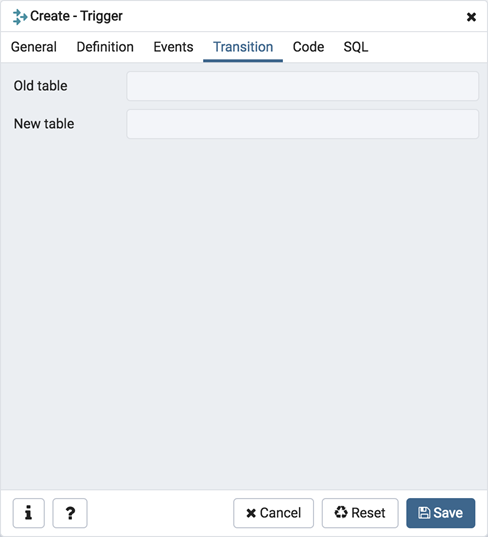 Create - Trigger
General Definition Events Transition Code SQL
Old table
New table
i ? Cancel Reset Save